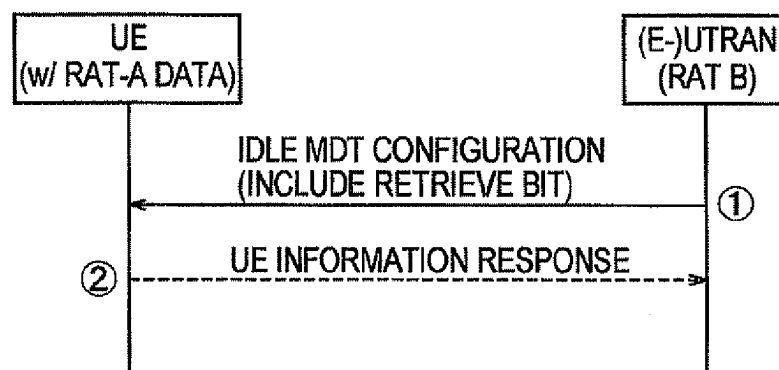 UE
(w/ RAT-A DATA)
(E-)UTRAN
(RAT B)
IDLE MDT CONFIGURATION
(INCLUDE RETRIEVE BIT)
①
UE INFORMATION RESPONSE
②